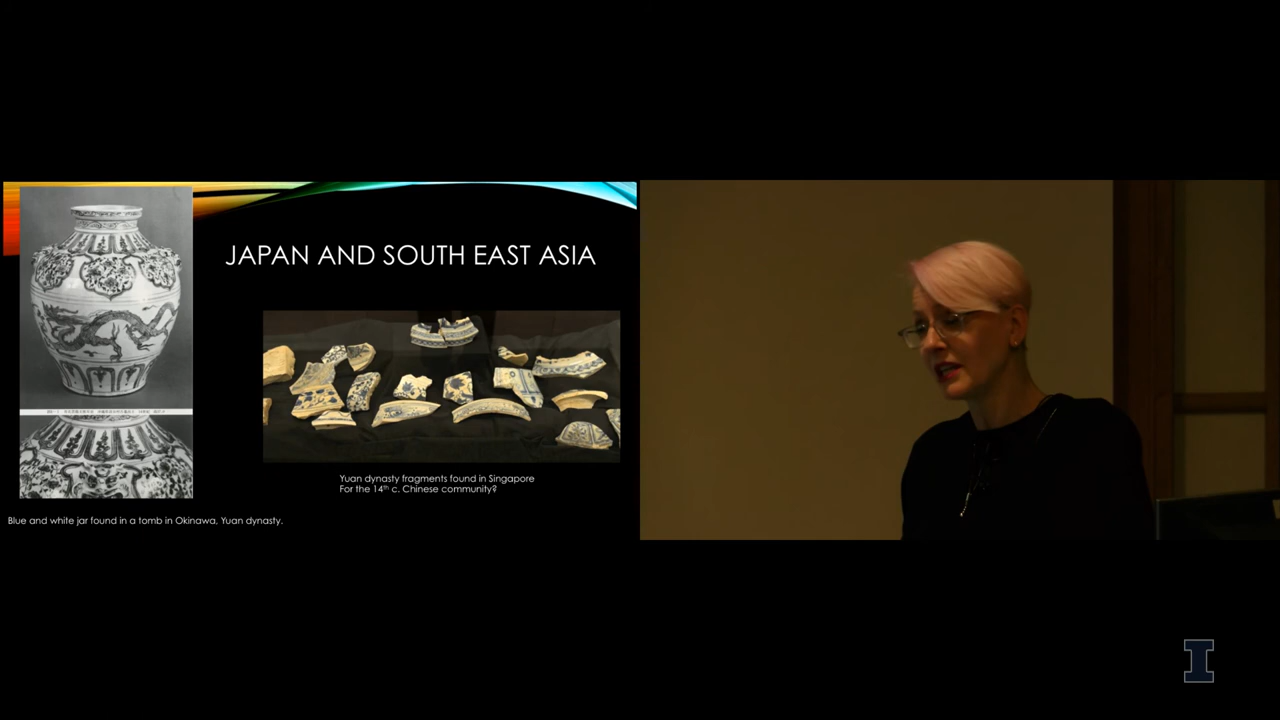 JAPAN AND SOUTH EAST ASIA
Yuan dynasty fragments found in Singapore
For the 14th c. Chinese community?
Blue and white jar found in a tomb in Okinawa, Yuan dynasty.
I